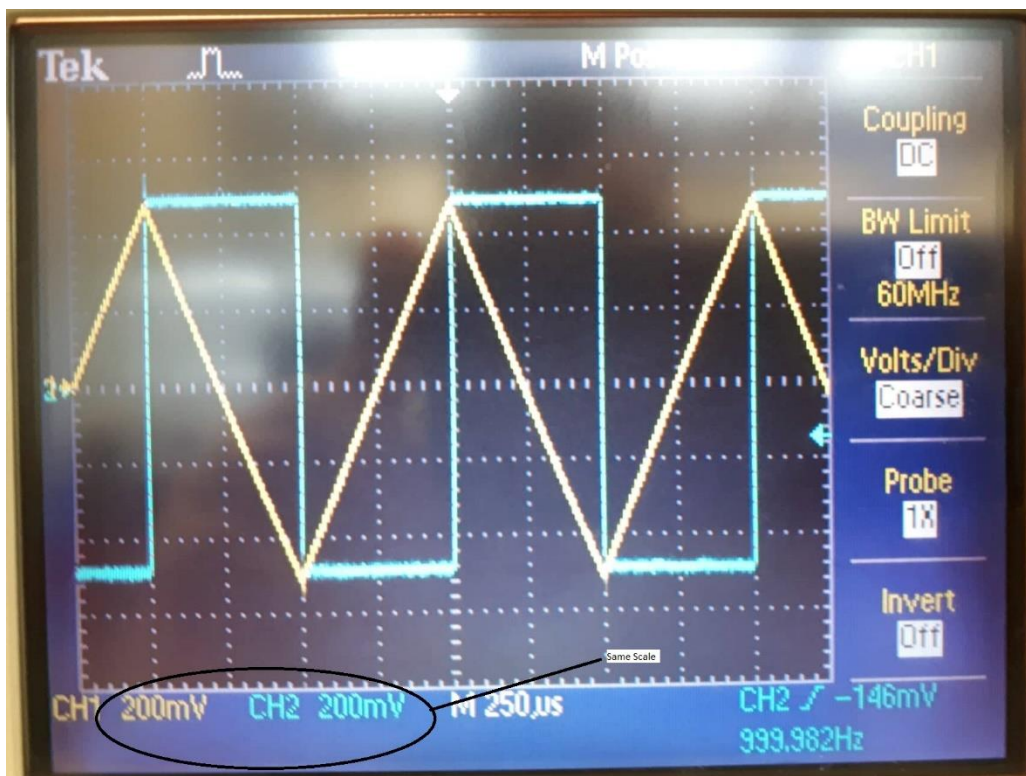 Tek M Pos CH1
Coupling
DC
BW Limit
Off
60MHz
Volts/Div
Coarse
Probe
1X
Invert
Off
Same Scale
CH1 200mV CH2 200mV M 250µs CH2 -146mV
999.982Hz